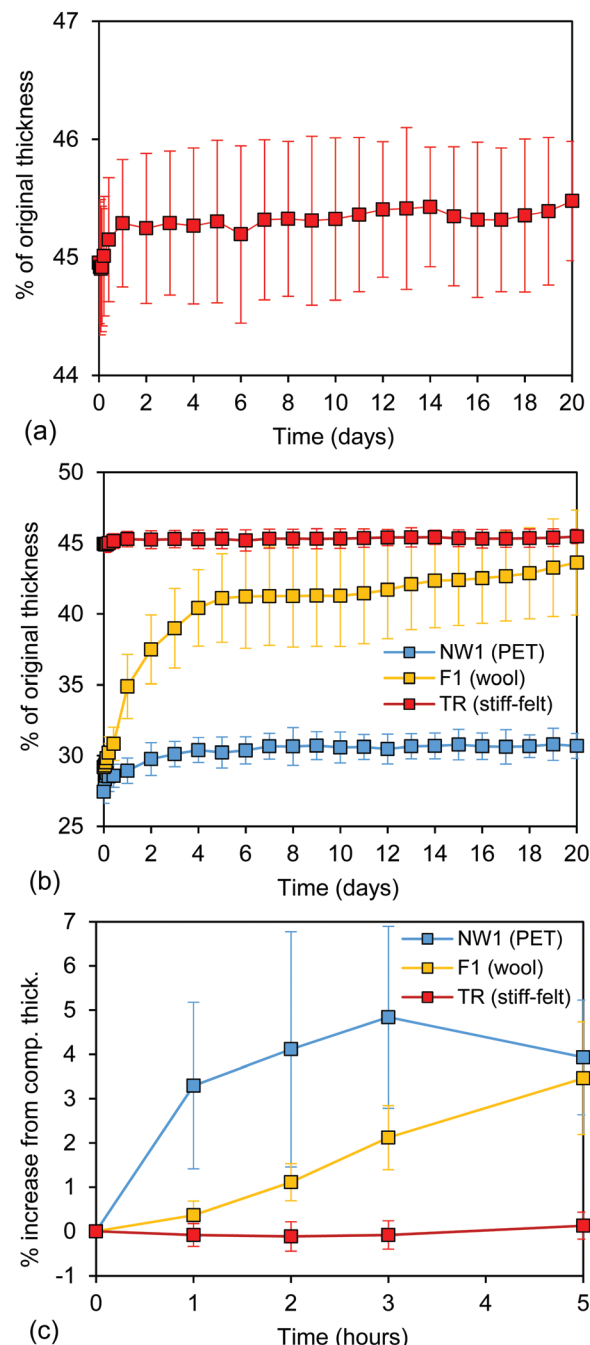 47
46
45
44
% of original thickness
0 2 4 6 8 10 12 14 16 18 20
(a)
Time (days)
50
45
40
35
30
25
% of original thickness
NW1 (PET)
F1 (wool)
TR (stiff-felt)
0 2 4 6 8 10 12 14 16 18 20
(b)
Time (days)
7
6
5
4
3
2
1
0
-1
% increase from comp. thick.
NW1 (PET)
F1 (wool)
TR (stiff-felt)
0 1 2 3 4 5
(c)
Time (hours)